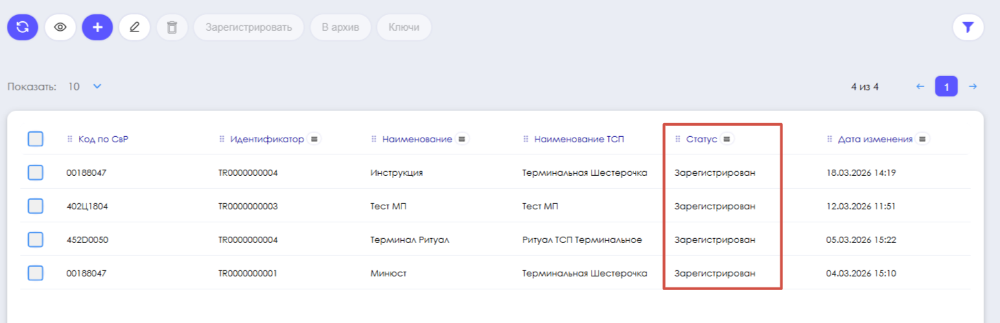 Зарегистрировать В архив Ключи
Показать: 10 4 из 4 1
Код по СвР Идентификатор Наименование Наименование ТСП Статус Дата изменения
00188047 TR0000000004 Инструкция Терминальная Шестерочка Зарегистрирован 18.03.2026 14:19
402Ц1804 TR0000000003 Тест МП Тест МП Зарегистрирован 12.03.2026 11:51
452D0050 TR0000000004 Терминал Ритуал Ритуал ТСП Терминальное Зарегистрирован 05.03.2026 15:22
00188047 TR0000000001 Минюст Терминальная Шестерочка Зарегистрирован 04.03.2026 15:10